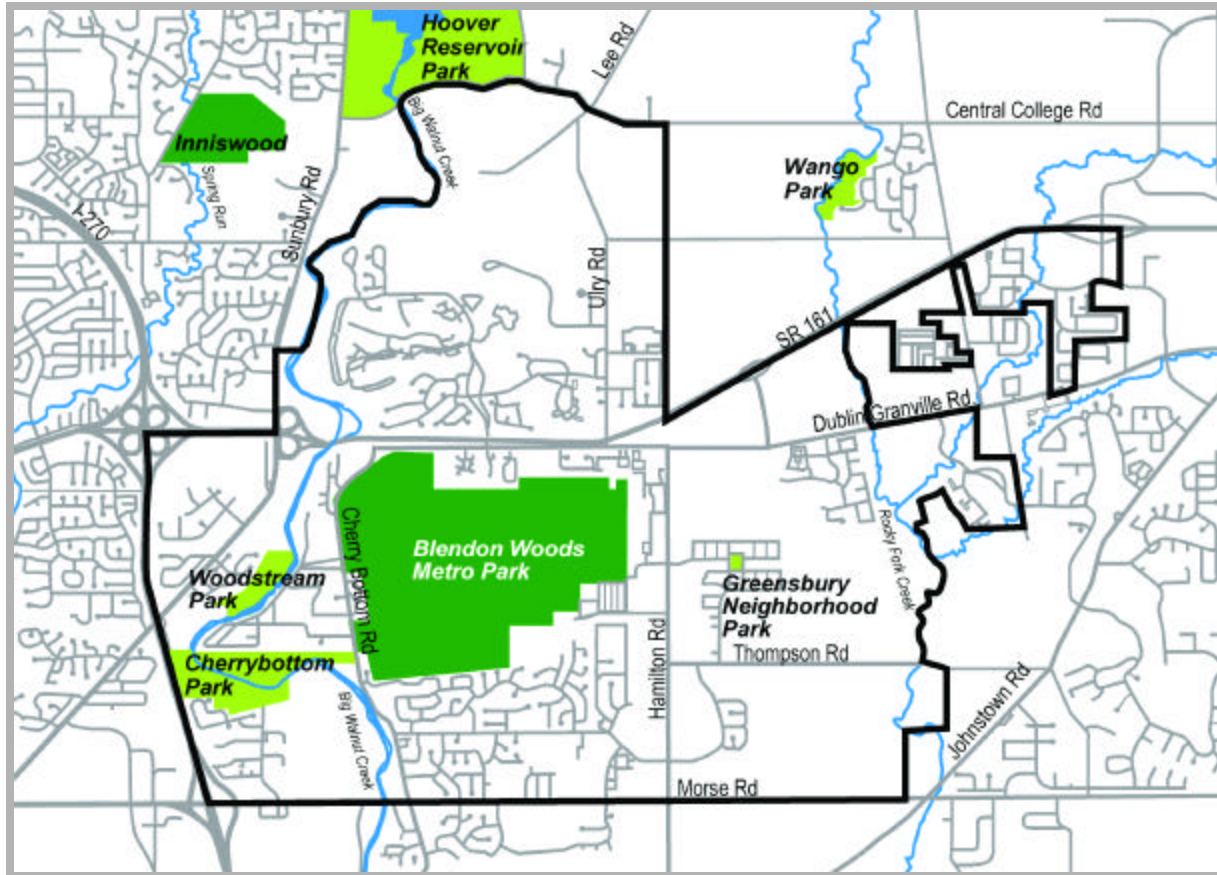 Hoover
Reservoir
Park
Lee Rd
Big Walnut Creek
Central College Rd
Inniswood
Spring Run
Wango
Park
I-270
Sunbury Rd
Ulry Rd
SR 161
Dublin Granville Rd
Cherry Bottom Rd
Blendon Woods
Metro Park
Rocky Fork Creek
Woodstream
Park
Greensbury
Neighborhood
Park
Hamilton Rd
Thompson Rd
Cherrybottom
Park
Big Walnut Creek
Johnstown Rd
Morse Rd